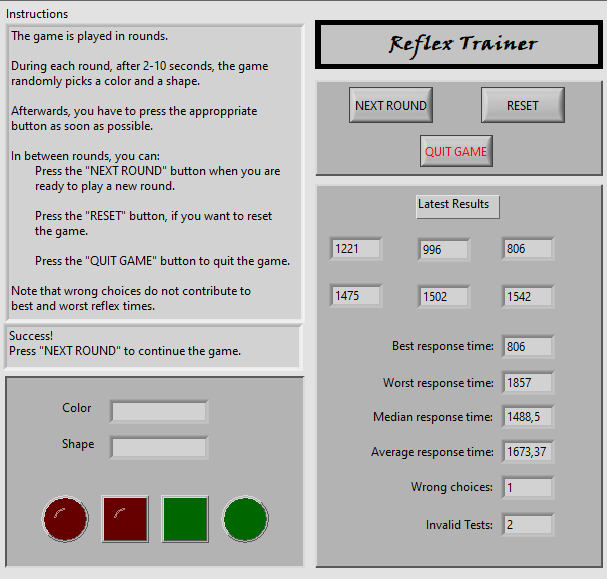 Instructions
The game is played in rounds.
During each round, after 2-10 seconds, the game
randomly picks a color and a shape.
Afterwards, you have to press the approppriate
button as soon as possible.
In between rounds, you can:
Press the "NEXT ROUND" button when you are
ready to play a new round.
Press the "RESET" button, if you want to reset
the game.
Press the "QUIT GAME" button to quit the game.
Note that wrong choices do not contribute to
best and worst reflex times.
Success!
Press "NEXT ROUND" to continue the game.
Color
Shape
Reflex Trainer
NEXT ROUND
RESET
QUIT GAME
Latest Results
1221
996
806
1475
1502
1542
Best response time: 806
Worst response time: 1857
Median response time: 1488,5
Average response time: 1673,37
Wrong choices: 1
Invalid Tests: 2